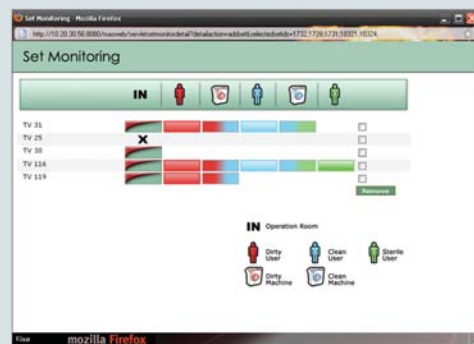 Set Monitoring - Mozilla Firefox
Set Monitoring
IN
TV 31
TV 25
TV 30
TV 116
TV 119
Remove
IN Operation Room
Dirty User
Clean User
Sterile User
Dirty Machine
Clean Machine
Klaar
mozilla Firefox